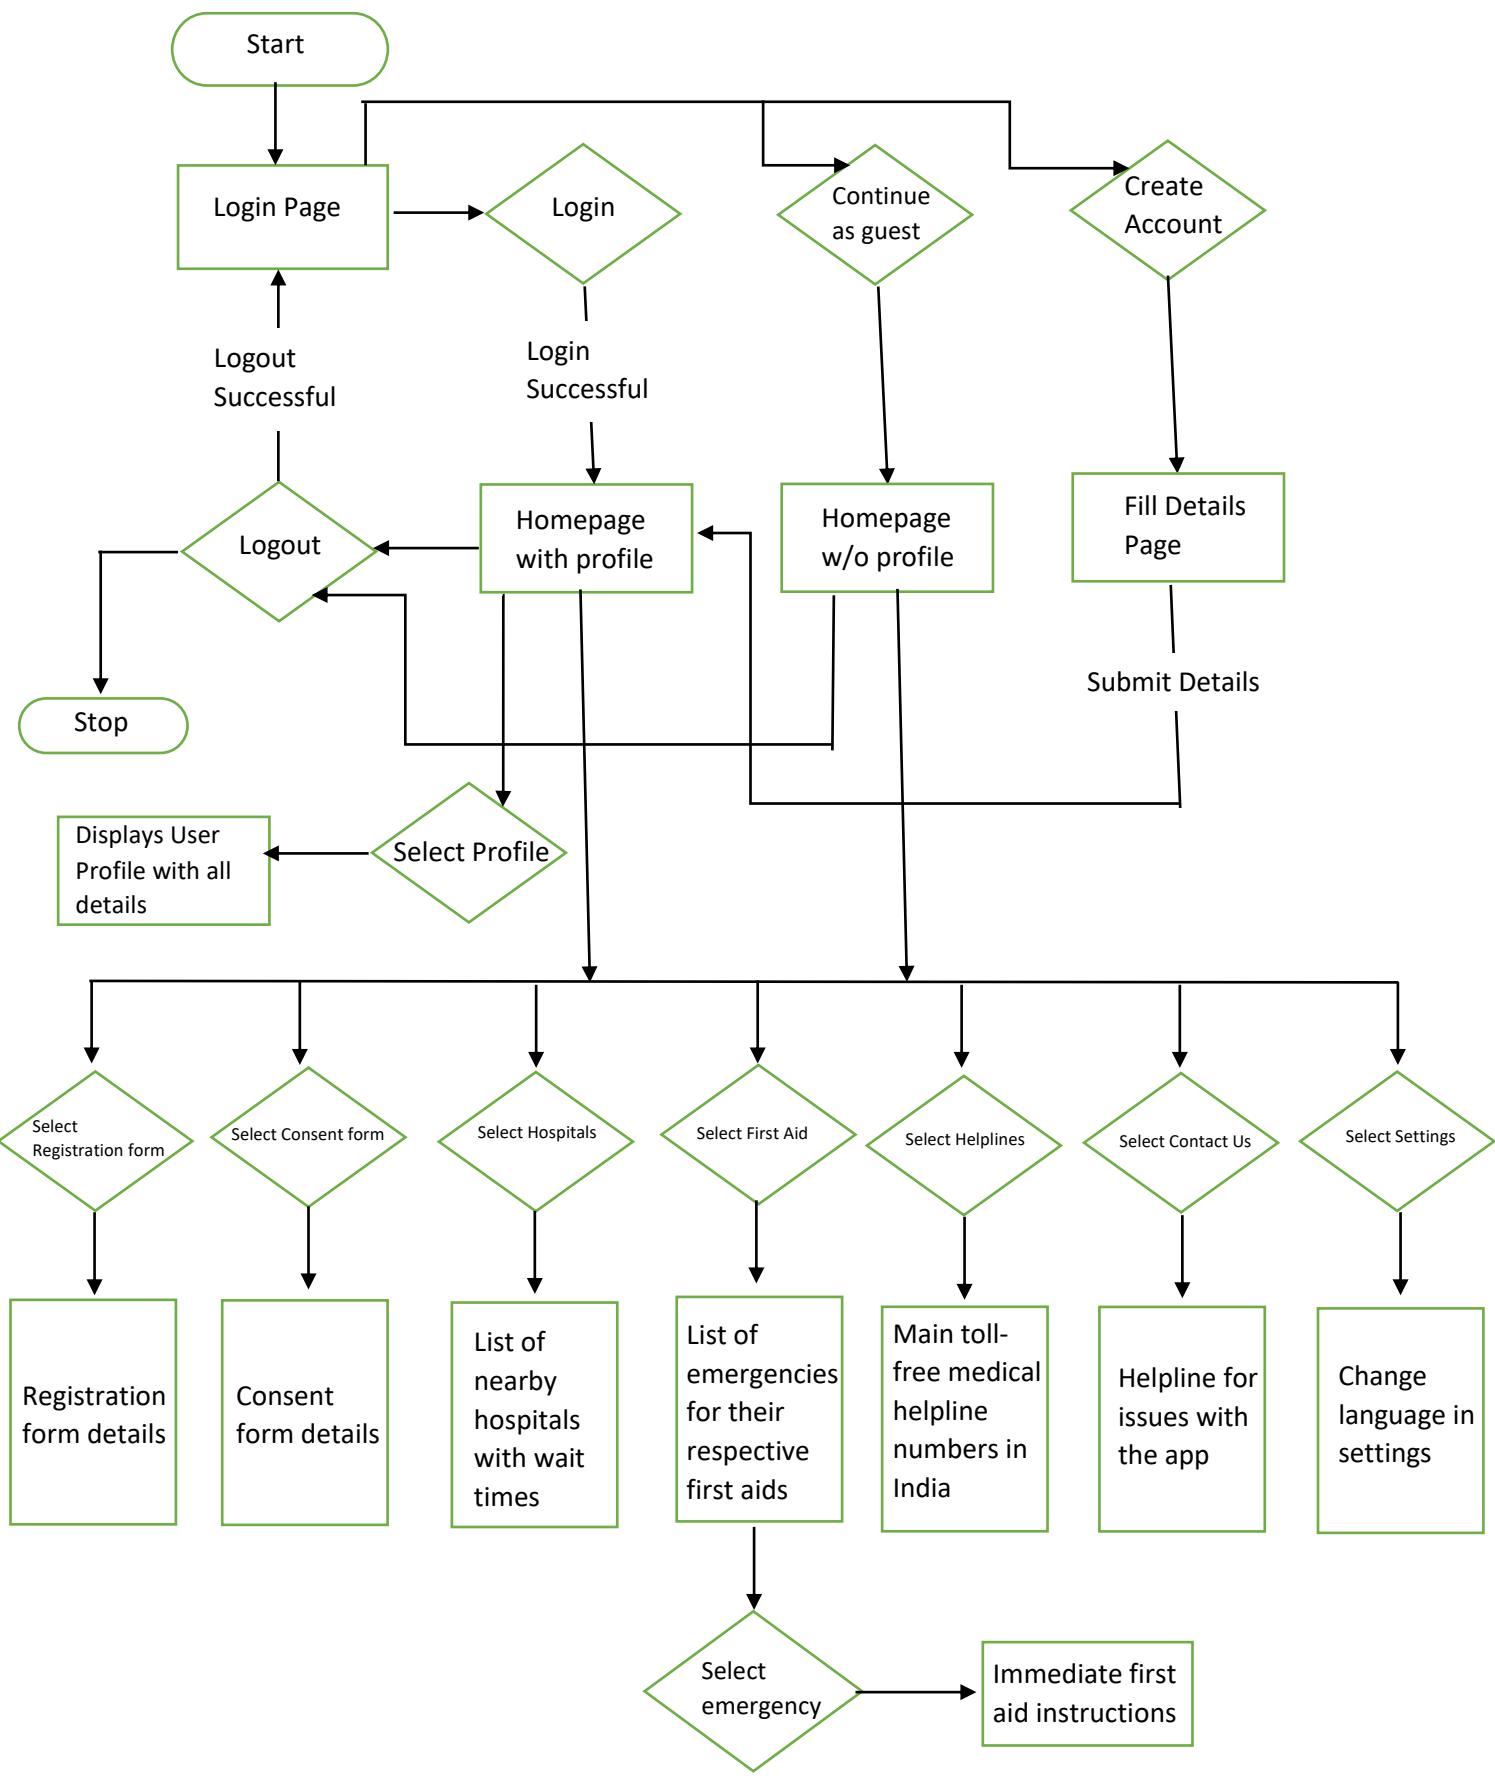 Start
Login Page
Login
Continue
as guest
Create
Account
Logout
Successful
Login
Successful
Logout
Homepage
with profile
Homepage
w/o profile
Fill Details
Page
Submit Details
Stop
Displays User
Profile with all
details
Select Profile
Select
Registration form
Select Consent form
Select Hospitals
Select First Aid
Select Helplines
Select Contact Us
Select Settings
Registration
form details
Consent
form details
List of
nearby
hospitals
with wait
times
List of
emergencies
for their
respective
first aids
Main toll-
free medical
helpline
numbers in
India
Helpline for
issues with
the app
Change
language in
settings
Select
emergency
Immediate first
aid instructions